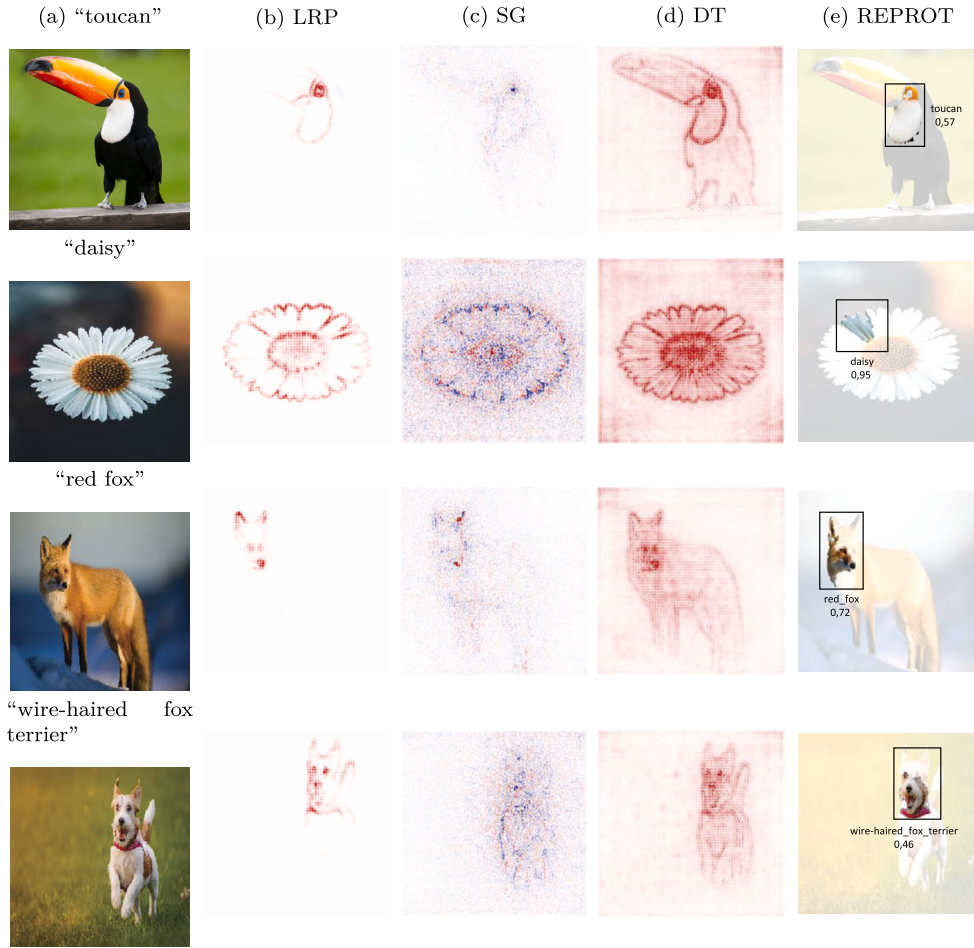 (a) “toucan”
(b) LRP
(c) SG
(d) DT
(e) REPROT
toucan
0,57
“daisy”
daisy
0,95
“red fox”
red_fox
0,72
“wire-haired fox
terrier”
wire-haired_fox_terrier
0,46